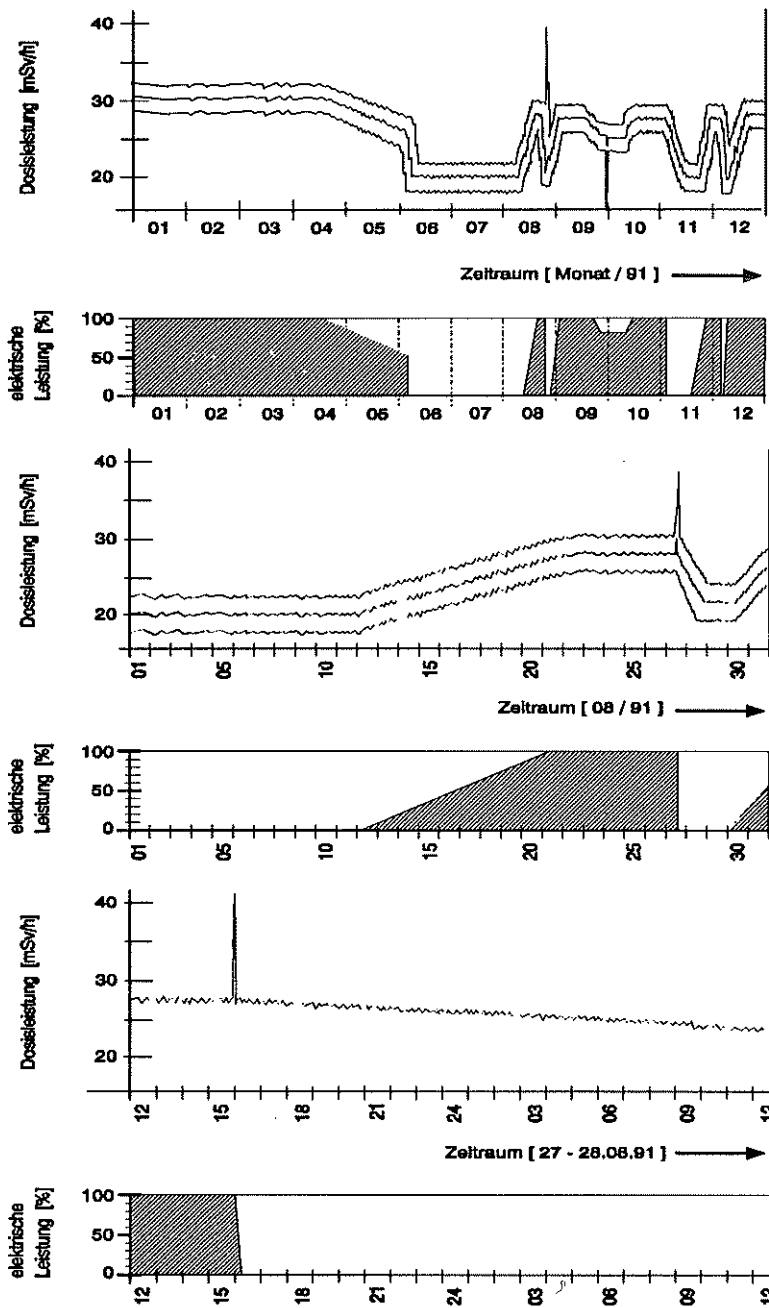 Dosisleistung [mSv/h]
40
30
20
01 02 03 04 05 06 07 08 09 10 11 12
Zeitraum [ Monat / 91 ]
elektrische
Leistung [%]
100
50
0
01 02 03 04 05 06 07 08 09 10 11 12
Dosisleistung [mSv/h]
40
30
20
01 05 10 15 20 25 30
Zeitraum [ 08 / 91 ]
elektrische
Leistung [%]
100
50
0
01 05 10 15 20 25 30
Dosisleistung [mSv/h]
40
30
20
12 15 18 21 24 03 06 09 12
Zeitraum [ 27 - 28.08.91 ]
elektrische
Leistung [%]
100
50
0
12 15 18 21 24 03 06 09 12